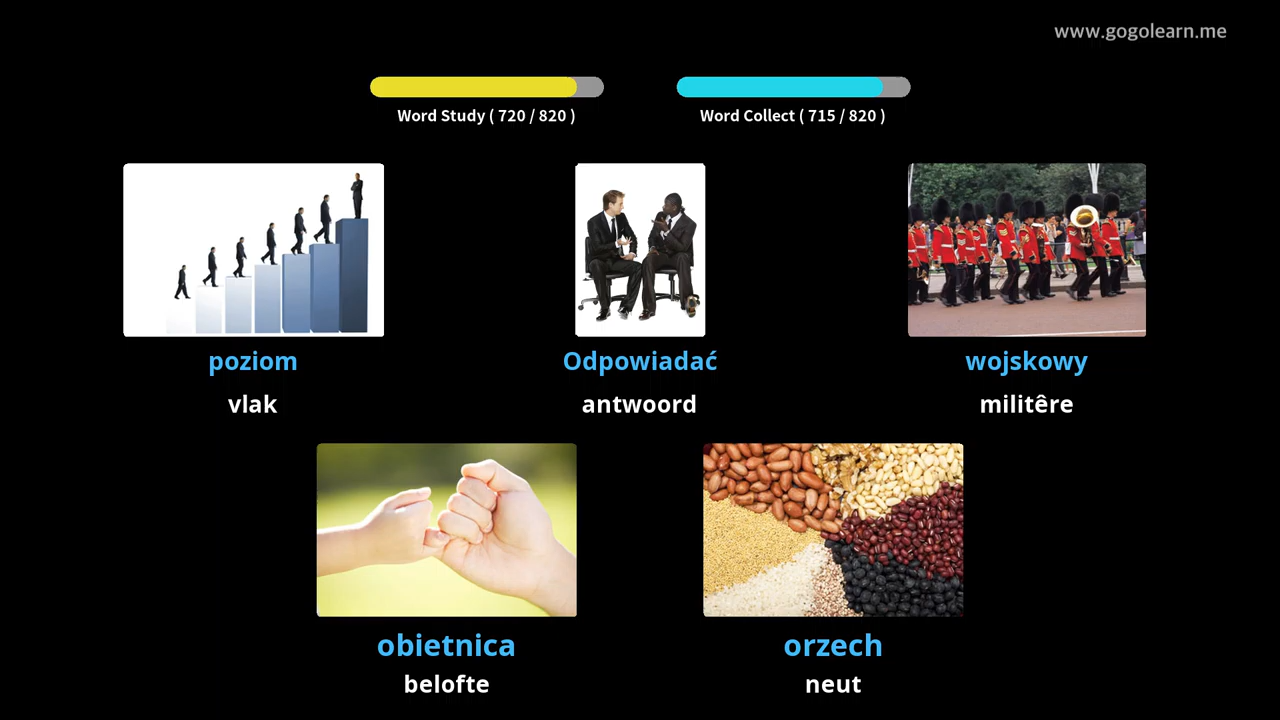 www.gogolearn.me
Word Study ( 720 / 820 )
Word Collect ( 715 / 820 )
poziom
vlak
Odpowiadać
antwoord
wojskowy
militêre
obietnica
belofte
orzech
neut